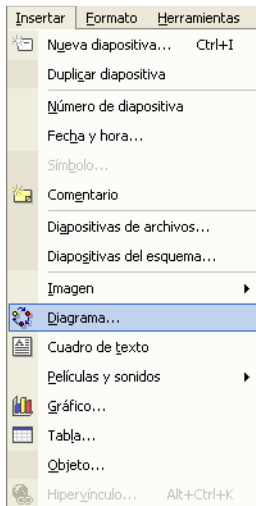 Insertar Formato Herramientas
Nueva diapositiva... Ctrl+I
Duplicar diapositiva
Número de diapositiva
Fecha y hora...
Símbolo...
Comentario
Diapositivas de archivos...
Diapositivas del esquema...
Imagen
Diagrama...
Cuadro de texto
Películas y sonidos
Gráfico...
Tabla...
Objeto...
Hipervínculo... Alt+Ctrl+K